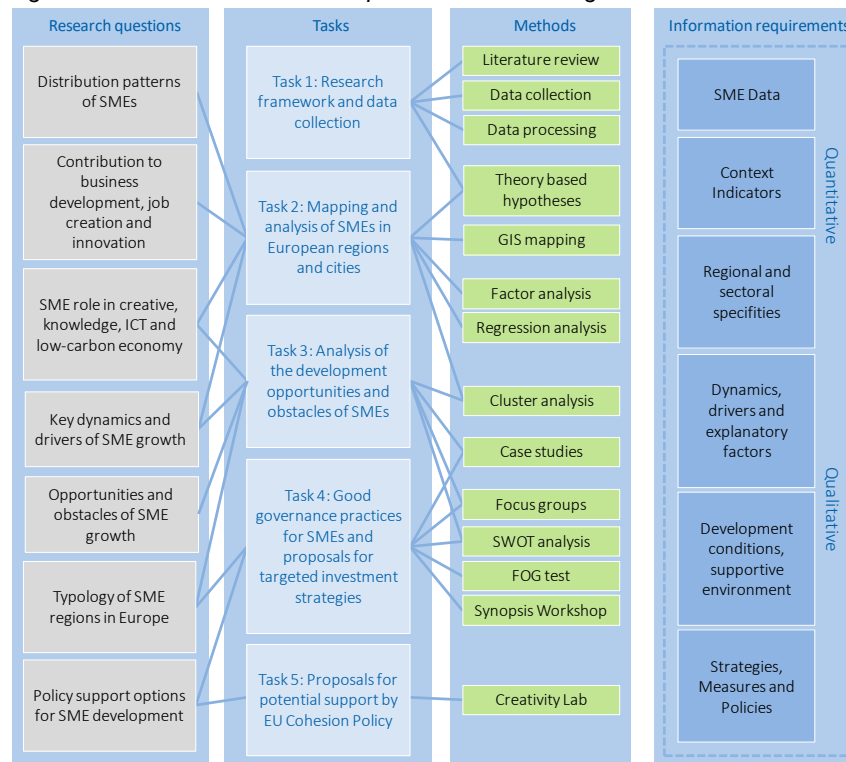 Research questions
Distribution patterns
of SMEs
Contribution to
business
development, job
creation and
innovation
SME role in creative,
knowledge, ICT and
low-carbon economy
Key dynamics and
drivers of SME growth
Opportunities and
obstacles of SME
growth
Typology of SME
regions in Europe
Policy support options
for SME development
Tasks
Task 1: Research
framework and data
collection
Task 2: Mapping and
analysis of SMEs in
European regions
and cities
Task 3: Analysis of
the development
opportunities and
obstacles of SMEs
Task 4: Good
governance practices
for SMEs and
proposals for
targeted investment
strategies
Task 5: Proposals for
potential support by
EU Cohesion Policy
Methods
Literature review
Data collection
Data processing
Theory based
hypotheses
GIS mapping
Factor analysis
Regression analysis
Cluster analysis
Case studies
Focus groups
SWOT analysis
FOG test
Synopsis Workshop
Creativity Lab
Information requirements
SME Data
Context
Indicators
Regional and
sectoral
specifities
Dynamics,
drivers and
explanatory
factors
Development
conditions,
supportive
environment
Strategies,
Measures and
Policies
Quantitative
Qualitative